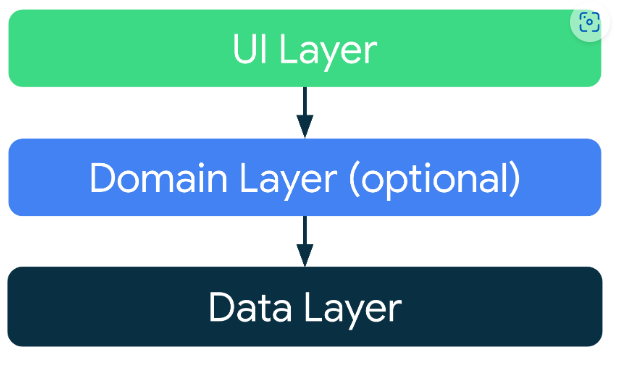 UI Layer
Domain Layer (optional)
Data Layer